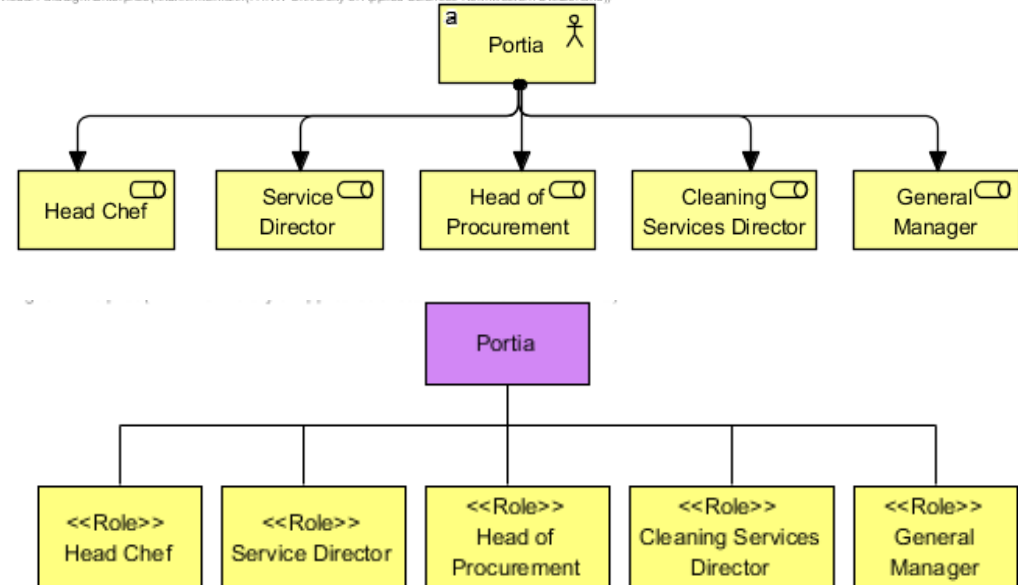 a
Portia
Head Chef
Service
Director
Head of
Procurement
Cleaning
Services Director
General
Manager
Portia
<<Role>>
Head Chef
<<Role>>
Service Director
<<Role>>
Head of
Procurement
<<Role>>
Cleaning Services
Director
<<Role>>
General
Manager